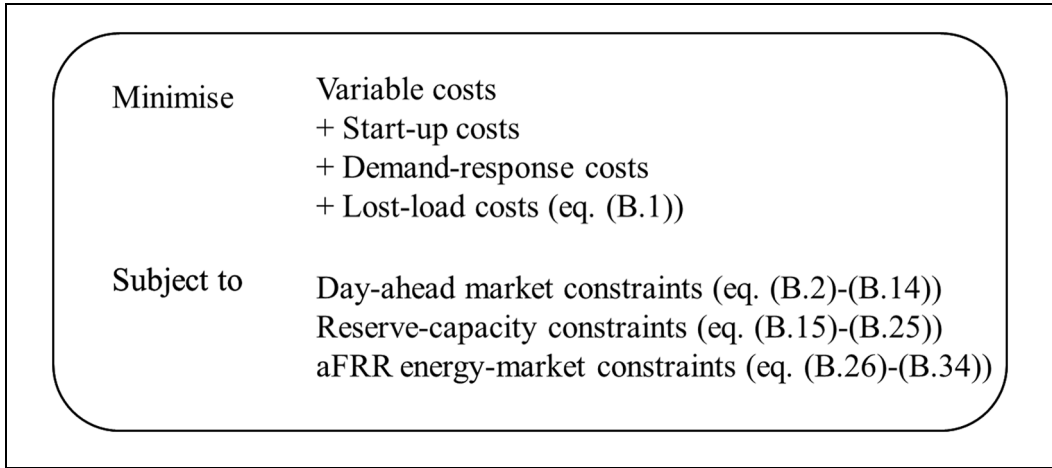 Minimise Variable costs
+ Start-up costs
+ Demand-response costs
+ Lost-load costs (eq. (B.1))
Subject to Day-ahead market constraints (eq. (B.2)-(B.14))
Reserve-capacity constraints (eq. (B.15)-(B.25))
aFRR energy-market constraints (eq. (B.26)-(B.34))